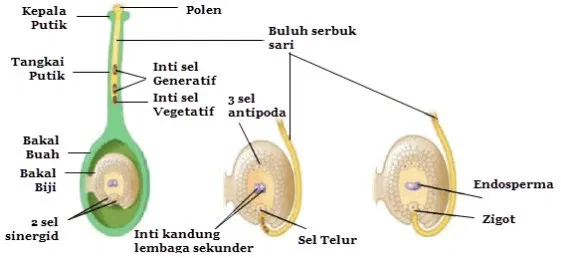 Kepala
Putik
Polen
Buluh serbuk
sari
Tangkai
Putik
Inti sel
Generatif
Inti sel
Vegetatif
3 sel
antipoda
Bakal
Buah
Bakal
Biji
2 sel
sinergid
Inti kandung
lembaga sekunder
Sel Telur
Endosperma
Zigot